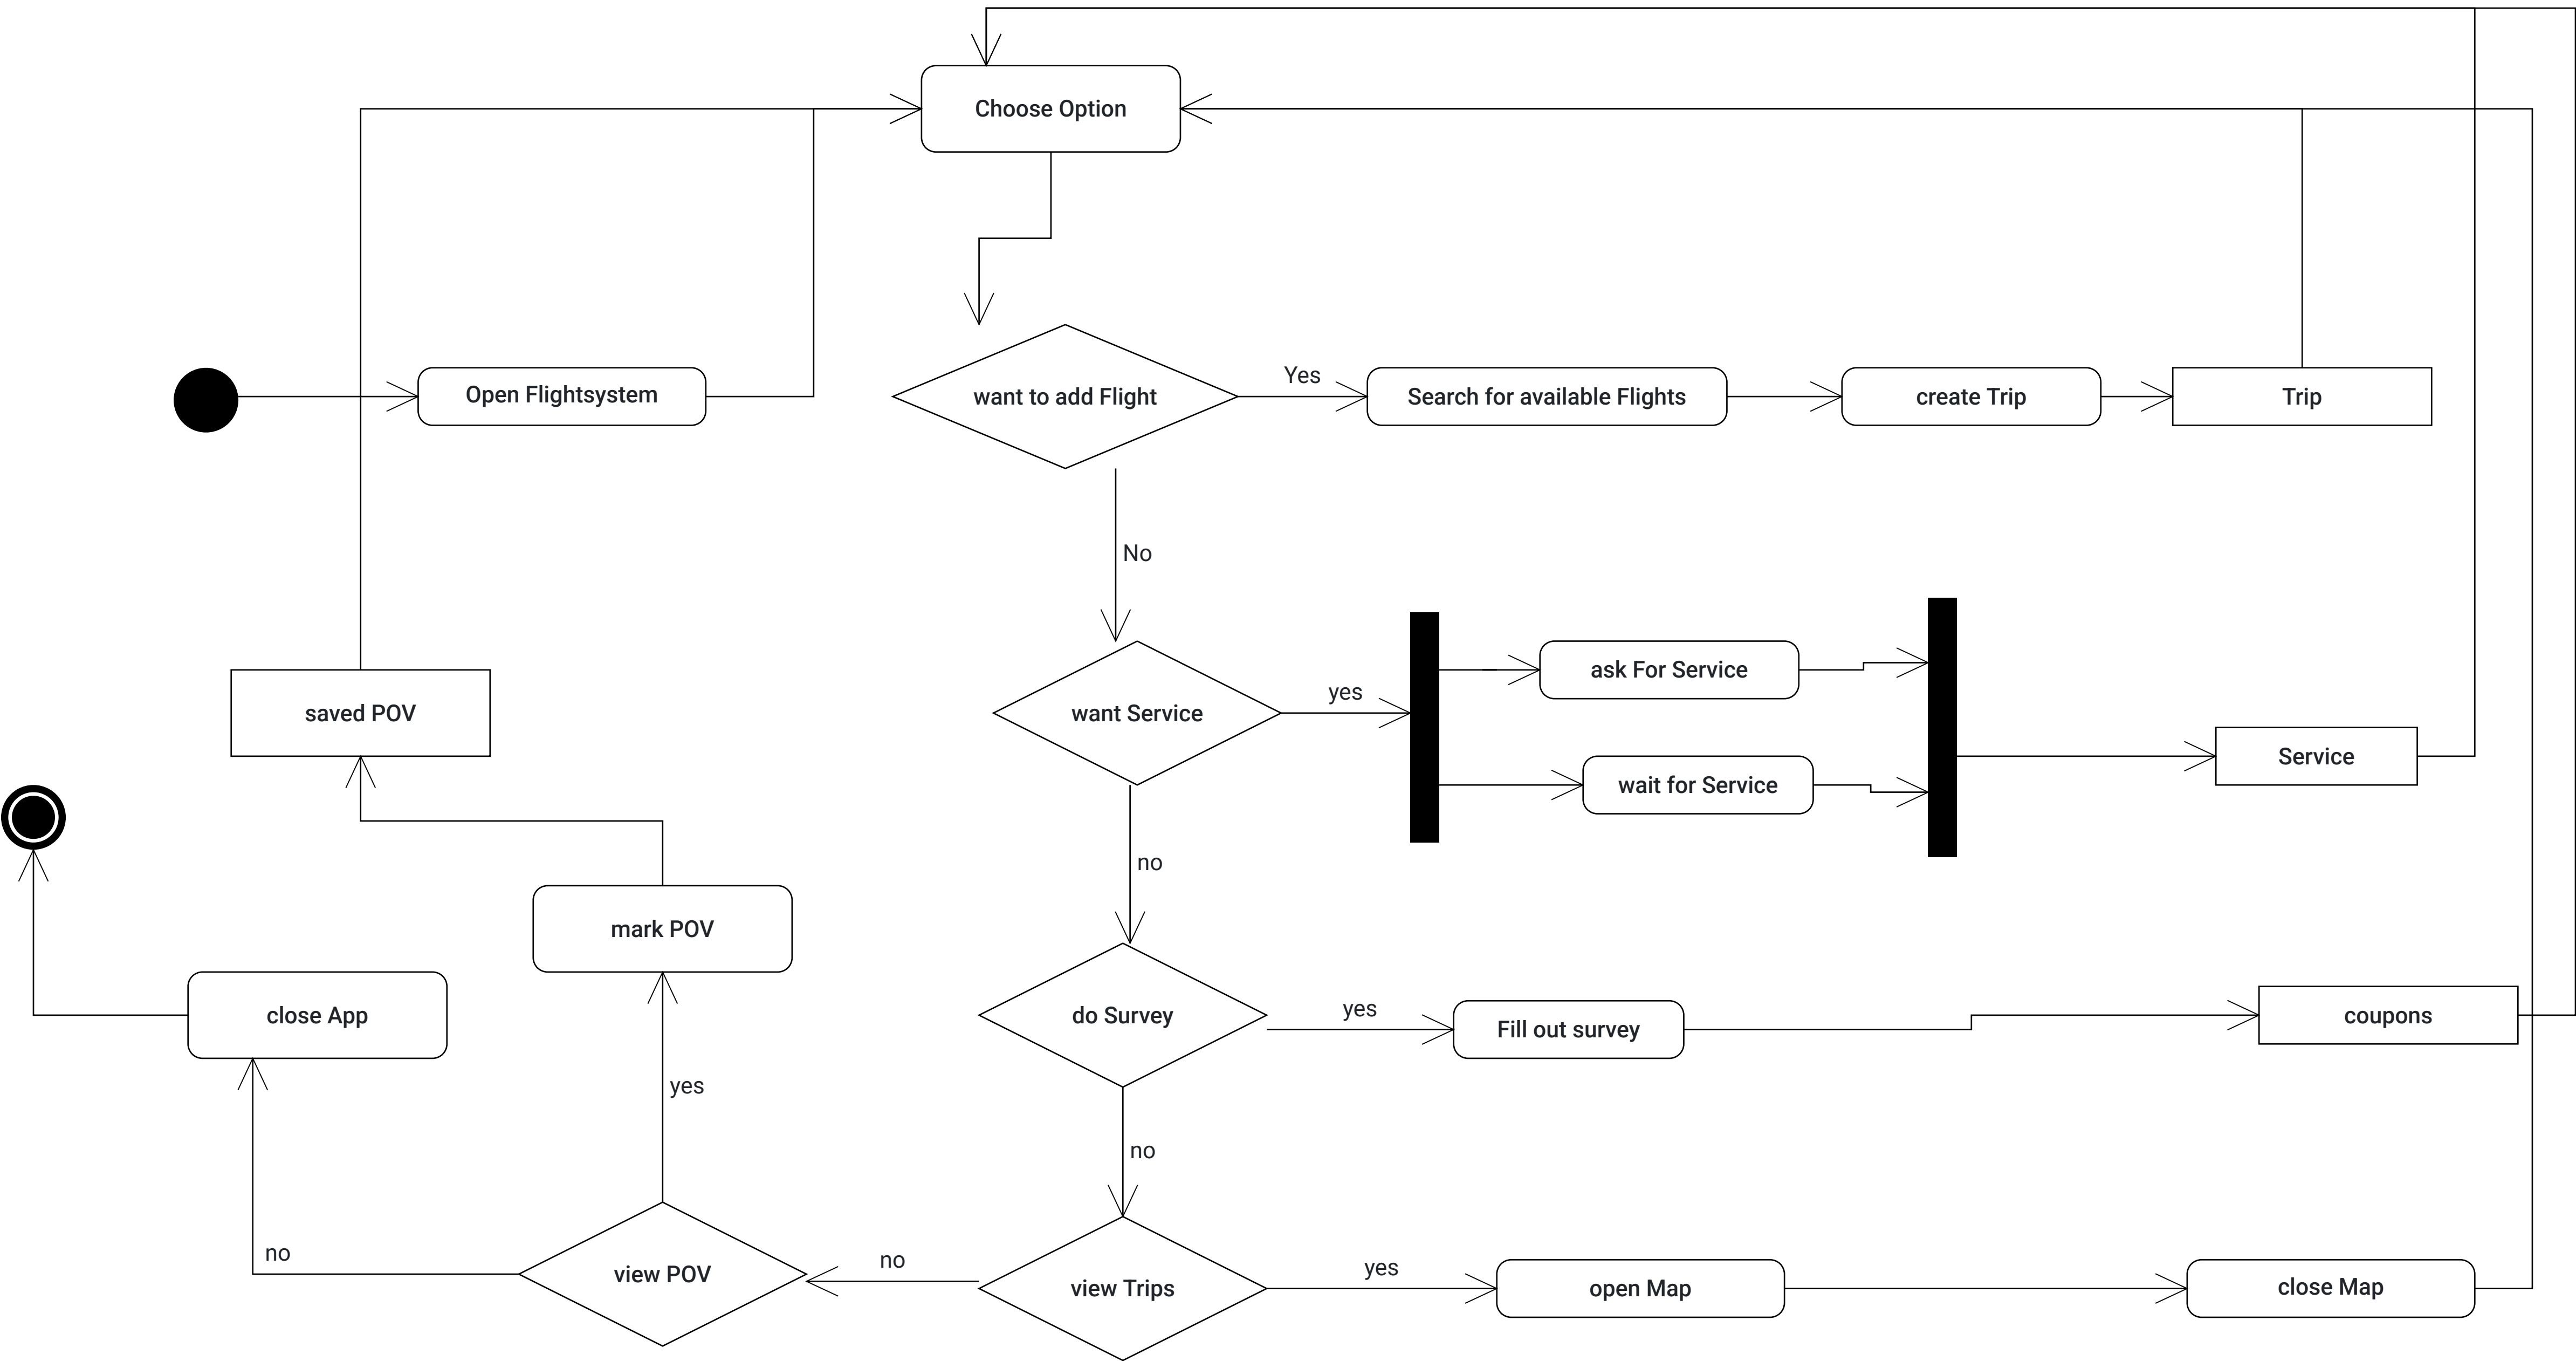 Choose Option
Open Flightsystem
want to add Flight
Yes
Search for available Flights
create Trip
Trip
No
saved POV
want Service
yes
ask For Service
wait for Service
Service
no
mark POV
close App
do Survey
yes
Fill out survey
coupons
yes
no
no
view POV
no
view Trips
yes
open Map
close Map